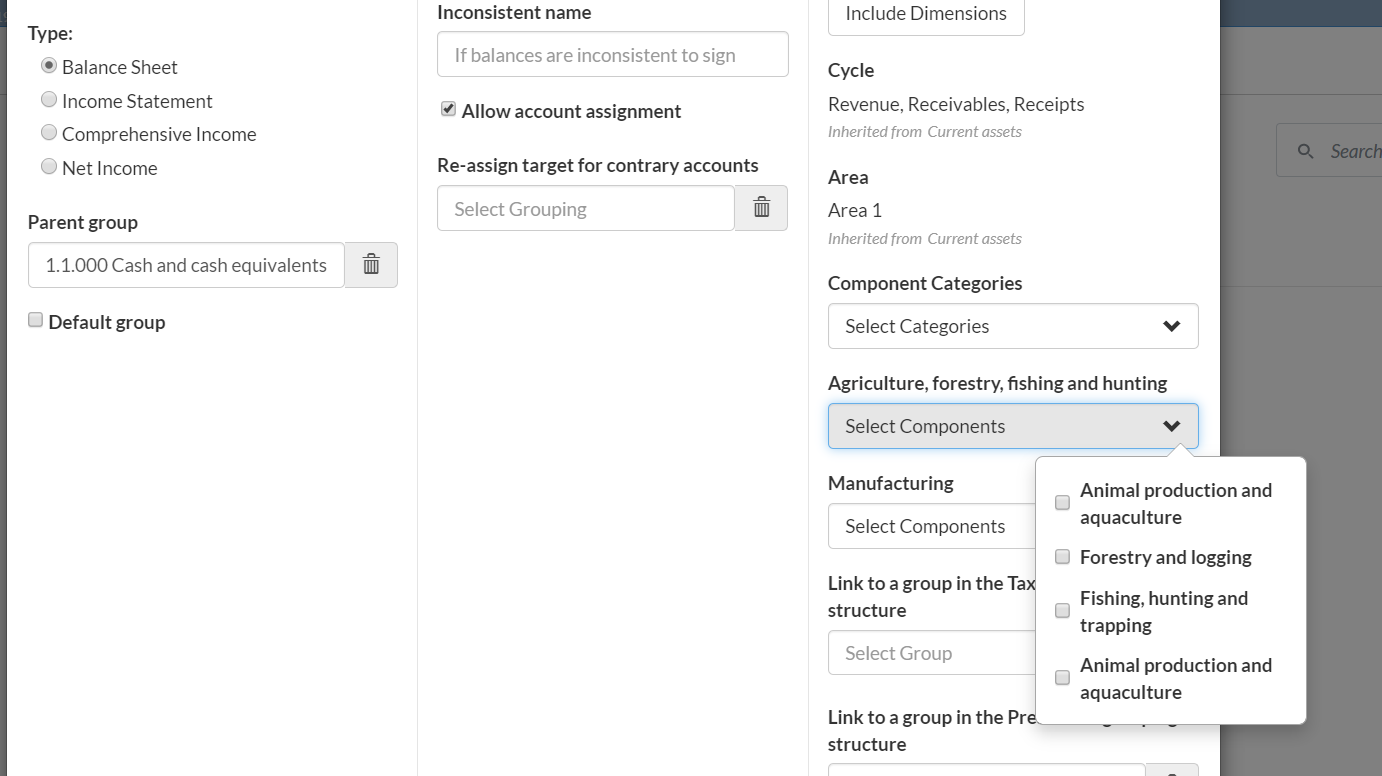 Type:
Balance Sheet
Income Statement
Comprehensive Income
Net Income
Parent group
1.1.000 Cash and cash equivalents
Default group
Inconsistent name
If balances are inconsistent to sign
Allow account assignment
Re-assign target for contrary accounts
Select Grouping
Include Dimensions
Cycle
Revenue, Receivables, Receipts
Inherited from Current assets
Area
Area 1
Inherited from Current assets
Component Categories
Select Categories
Agriculture, forestry, fishing and hunting
Select Components
Manufacturing
Select Components
Link to a group in the Tax
structure
Select Group
Link to a group in the
structure
Animal production and
aquaculture
Forestry and logging
Fishing, hunting and
trapping
Animal production and
aquaculture
Search